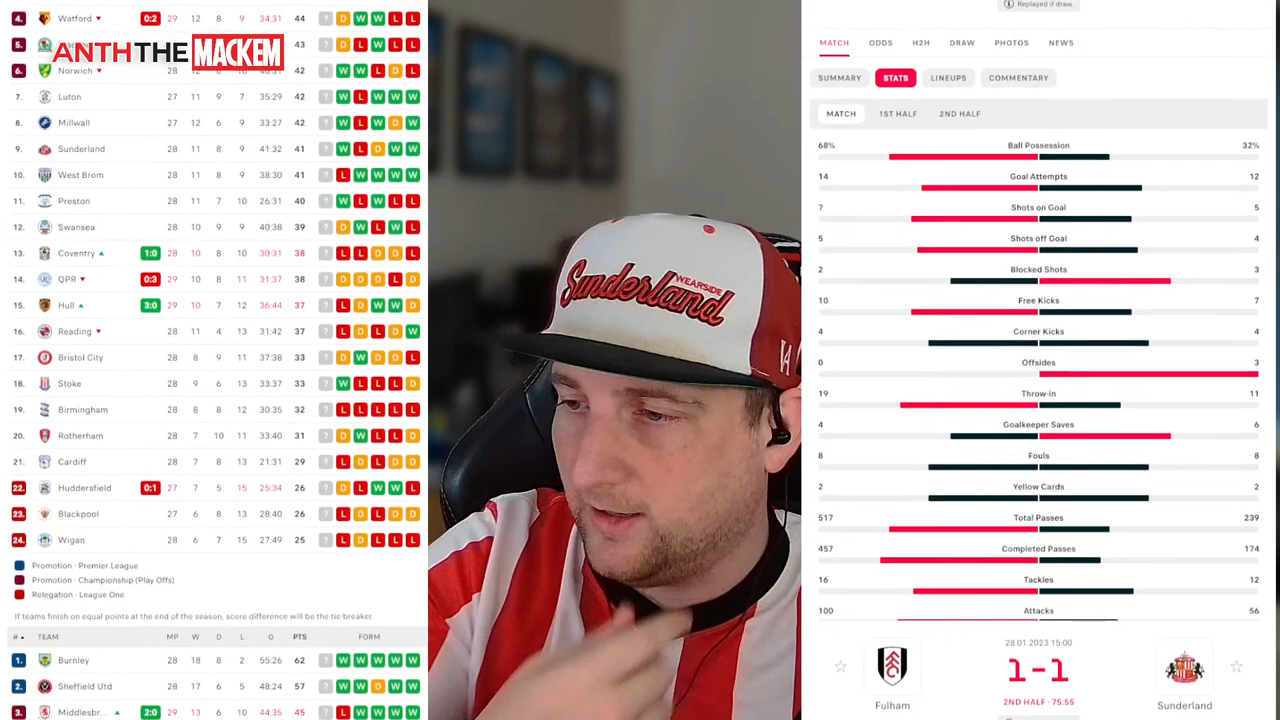 4. Watford 0:2 29 12 8 9 34:31 44 ? D W W L L
5. 43 ? D L W L L
ANTHTHEMACKEM
6. Norwich 28 12 42 ? W W L D L
7. Luton 27 11 9 7 35:29 42 ? W L W W W
8. Millwall 27 12 6 9 33:27 42 ? W L W D W
9. Sunderland 28 11 8 9 41:32 41 ? W L D W W
10. West Brom 28 11 8 9 38:30 41 ? L W W W W
11. Preston 28 11 7 10 26:31 40 ? W L W L L
12. Swansea 28 10 9 9 40:38 39 ? D W L W L
13. Coventry 1:0 28 10 8 10 30:31 38 ? L L D D L
14. QPR 0:3 29 10 8 11 31:37 38 ? D D D L D
15. Hull 3:0 29 10 7 12 36:44 37 ? L D W W D
16. Reading 28 11 4 13 31:42 37 ? L D L D W
17. Bristol City 28 8 9 11 37:38 33 ? D W D D L
18. Stoke 28 9 6 13 33:37 33 ? W L L L D
19. Birmingham 28 8 8 12 30:35 32 ? L L L L L
20. Rotherham 28 7 10 11 33:40 31 ? D W L L D
21. Cardiff 28 7 8 13 21:31 29 ? L D L D D
22. Huddersfield 0:1 27 7 5 15 25:34 26 ? D L W W L
23. Blackpool 27 6 8 13 28:40 26 ? L D L D D
24. Wigan 28 6 7 15 27:49 25 ? L D L L L
Promotion - Premier League
Promotion - Championship (Play Offs)
Relegation - League One
If teams finish on equal points at the end of the season, score difference will be the tie-breaker.
# TEAM MP W D L G PTS FORM
1. Burnley 28 18 8 2 55:26 62 ? W W W W W
2. Sheffield Utd 28 17 6 5 48:24 57 ? W W D W W
3. Middlesbr... 2:0 29 13 6 10 44:35 45 ? L W W W W
WEARSIDE
Sunderland
Replayed if draw.
MATCH ODDS H2H DRAW PHOTOS NEWS
SUMMARY STATS LINEUPS COMMENTARY
MATCH 1ST HALF 2ND HALF
68% Ball Possession 32%
14 Goal Attempts 12
7 Shots on Goal 5
5 Shots off Goal 4
2 Blocked Shots 3
10 Free Kicks 7
4 Corner Kicks 4
0 Offsides 3
19 Throw-in 11
4 Goalkeeper Saves 6
8 Fouls 8
2 Yellow Cards 2
517 Total Passes 239
457 Completed Passes 174
16 Tackles 12
100 Attacks 56
28.01.2023 15:00
1-1
2ND HALF - 75:55
Fulham Sunderland